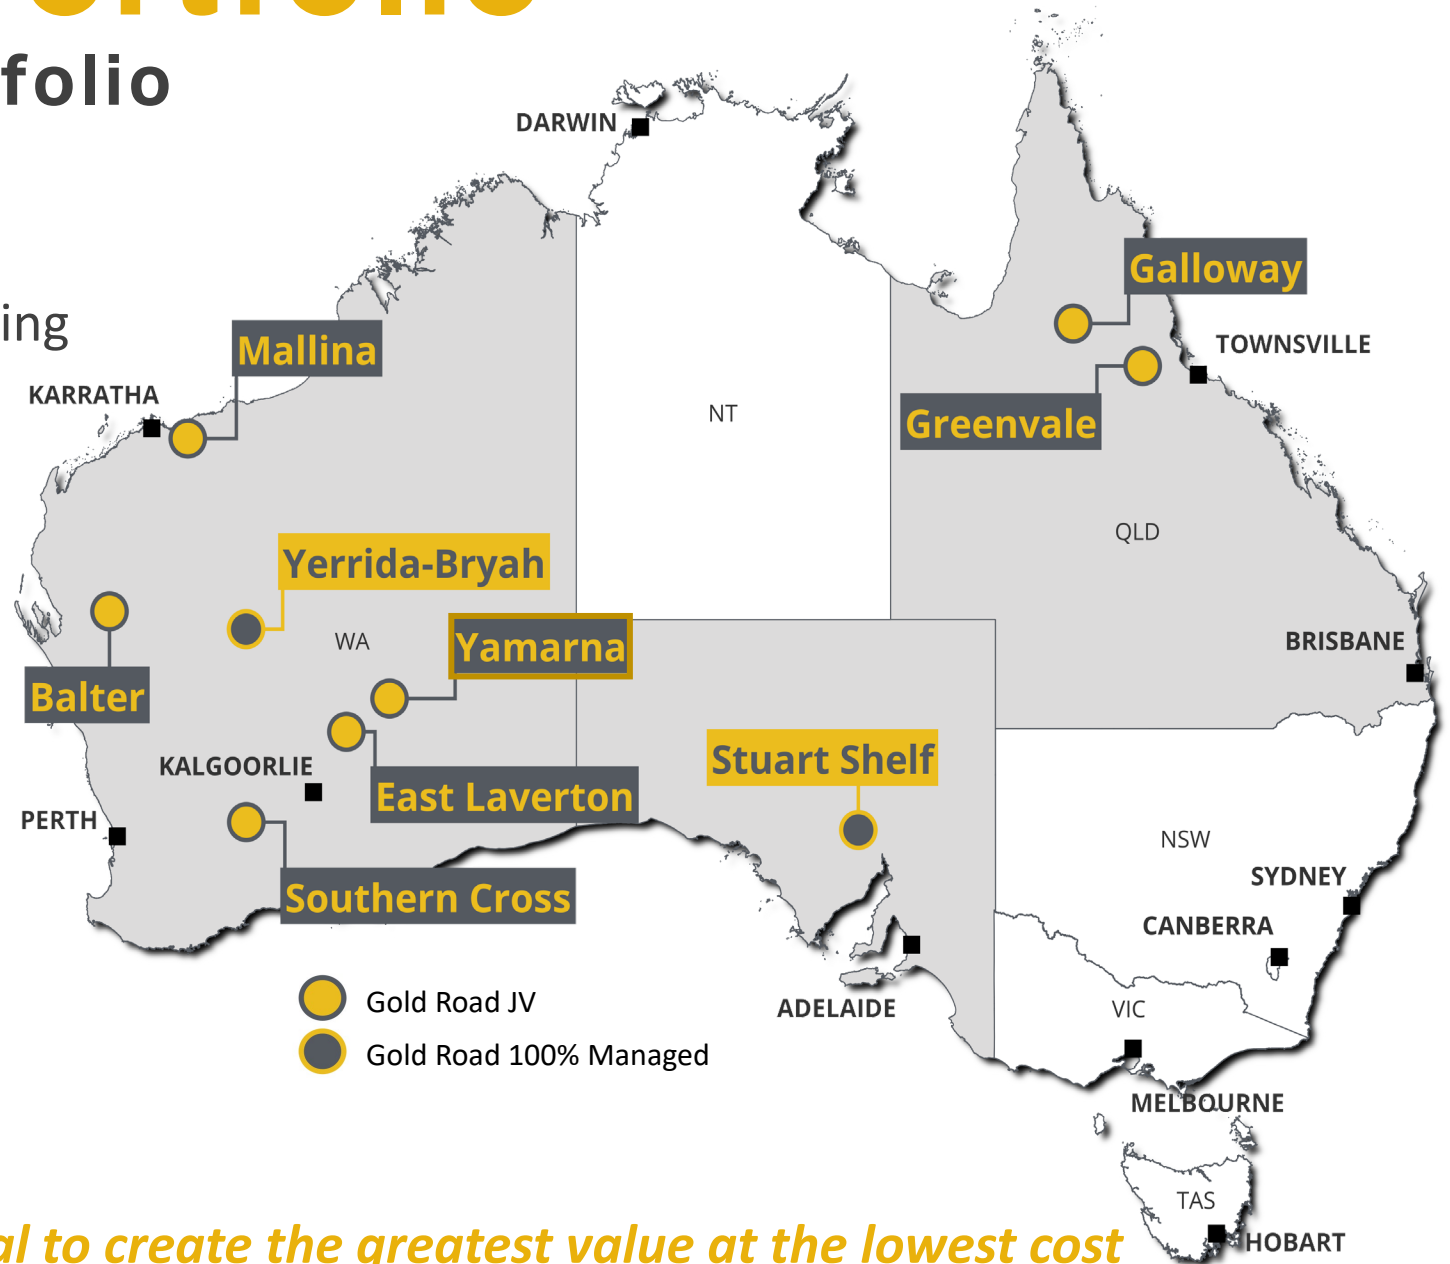 folio
DARWIN
Galloway
ing
Mallina
TOWNSVILLE
KARRATHA
NT
Greenvale
QLD
Yerrida-Bryah
WA
Yamarna
BRISBANE
Balter
Stuart Shelf
KALGOORLIE
East Laverton
PERTH
NSW
SYDNEY
Southern Cross
CANBERRA
Gold Road JV
ADELAIDE
VIC
Gold Road 100% Managed
MELBOURNE
TAS
al to create the greatest value at the lowest cost
HOBART